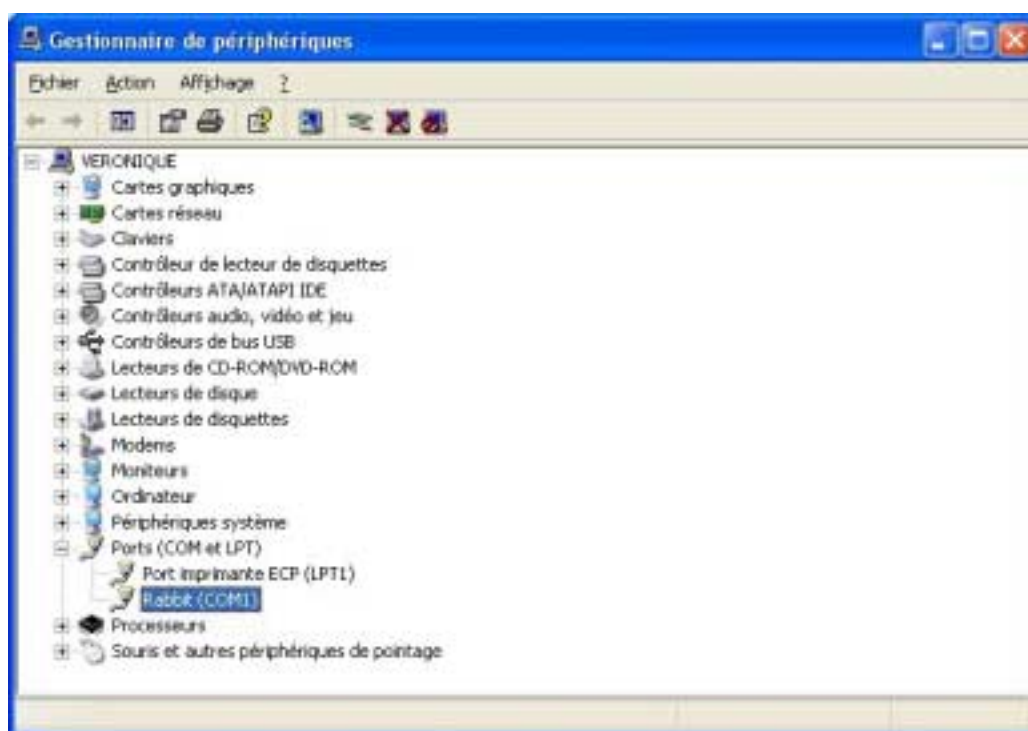 Gestionnaire de périphériques
Fichier Action Affichage ?
VERONIQUE
Cartes graphiques
Cartes réseau
Claviers
Contrôleur de lecteur de disquettes
Contrôleurs ATA/ATAPI IDE
Contrôleurs audio, vidéo et jeu
Contrôleurs de bus USB
Lecteurs de CD-ROM/DVD-ROM
Lecteurs de disque
Lecteurs de disquettes
Modems
Moniteurs
Ordinateur
Périphériques système
Ports (COM et LPT)
Port imprimante ECP (LPT1)
Rabbit (COM1)
Processeurs
Souris et autres périphériques de pointage